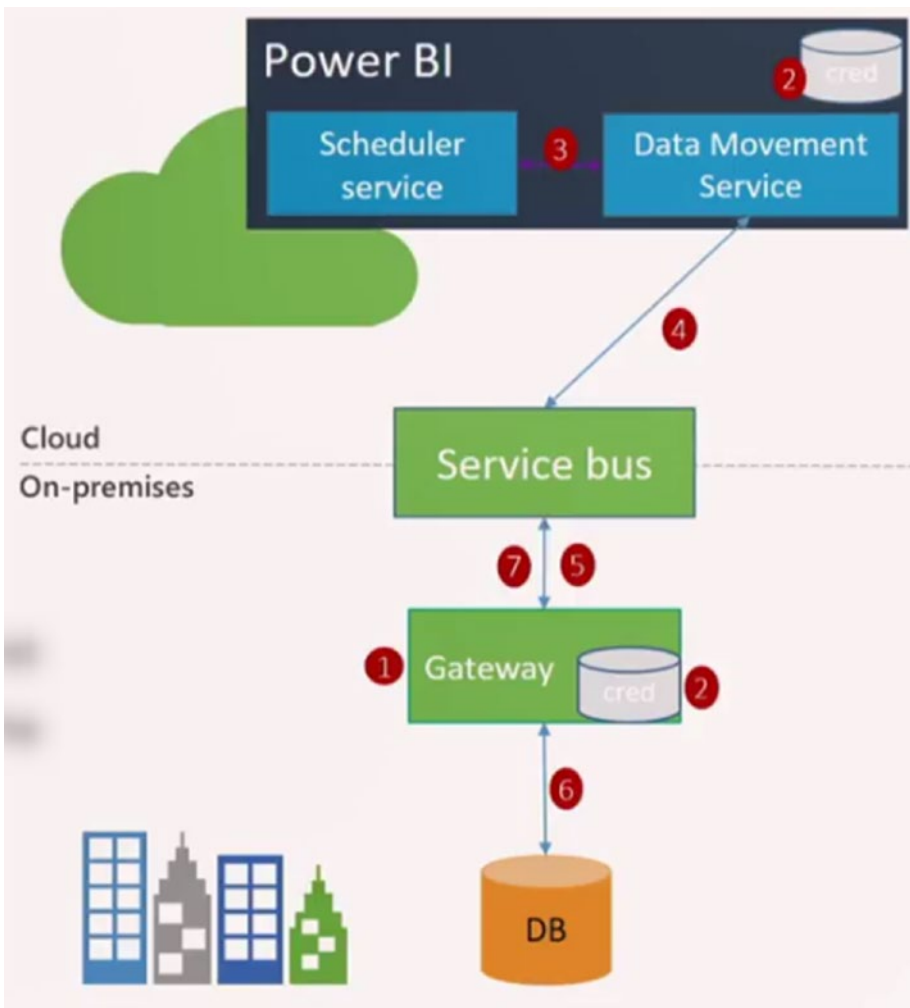 Power BI
2
cred
Scheduler
service
3
Data Movement
Service
4
Cloud
Service bus
On-premises
7
5
1
Gateway
cred
2
6
DB